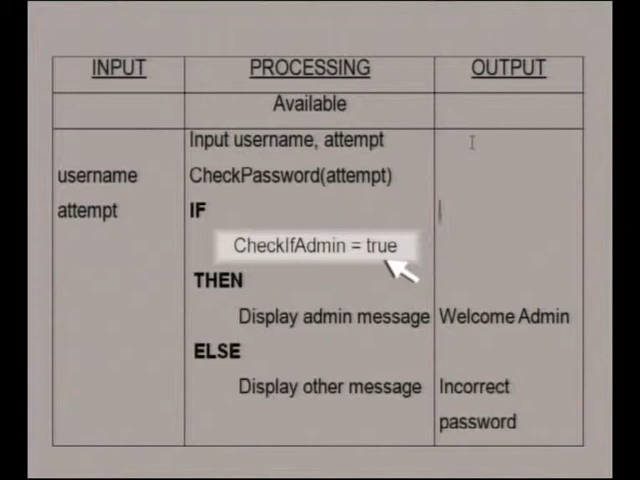 INPUT PROCESSING OUTPUT
Available
Input username, attempt
username CheckPassword(attempt)
attempt IF
CheckIfAdmin = true
THEN
Display admin message Welcome Admin
ELSE
Display other message Incorrect
password